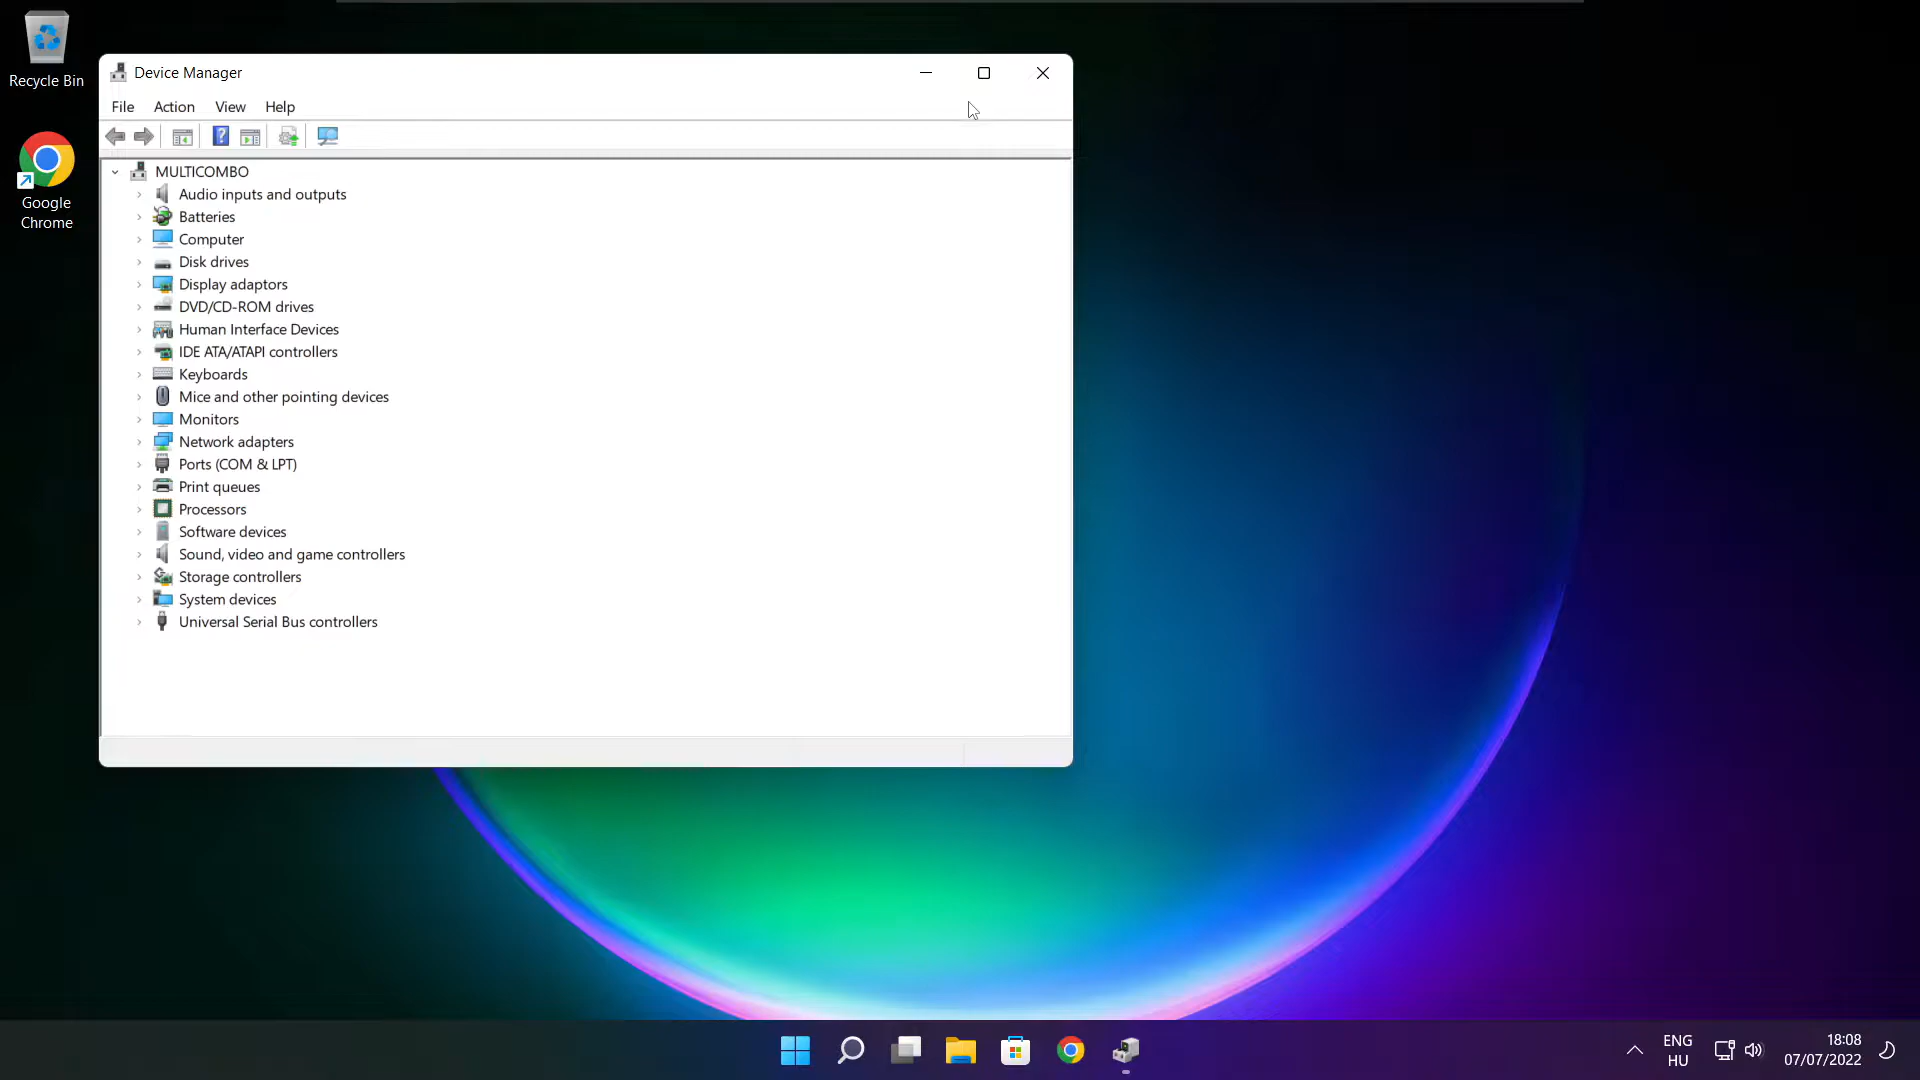 Recycle Bin
Google
Chrome
Device Manager
File Action View Help
MULTICOMBO
Audio inputs and outputs
Batteries
Computer
Disk drives
Display adaptors
DVD/CD-ROM drives
Human Interface Devices
IDE ATA/ATAPI controllers
Keyboards
Mice and other pointing devices
Monitors
Network adapters
Ports (COM & LPT)
Print queues
Processors
Software devices
Sound, video and game controllers
Storage controllers
System devices
Universal Serial Bus controllers
ENG
HU
18:08
07/07/2022